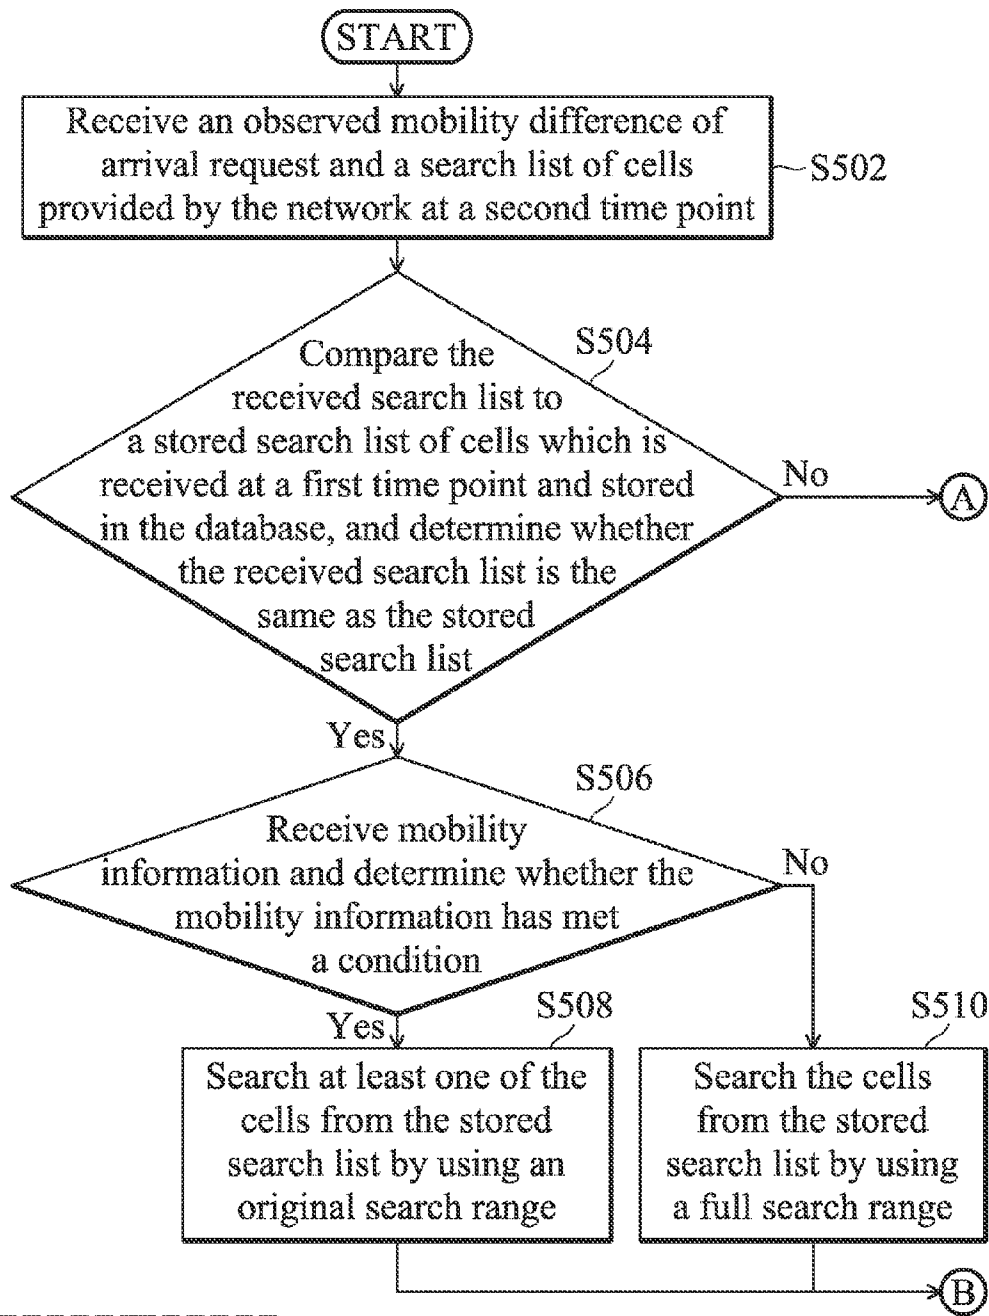 START
Receive an observed mobility difference of
arrival request and a search list of cells
provided by the network at a second time point
S502
S504
Compare the
received search list to
a stored search list of cells which is
received at a first time point and stored
in the database, and determine whether
the received search list is the
same as the stored
search list
No
A
Yes
S506
Receive mobility
information and determine whether the
mobility information has met
a condition
No
Yes
S508
Search at least one of the
cells from the stored
search list by using an
original search range
S510
Search the cells
from the stored
search list by using
a full search range
B